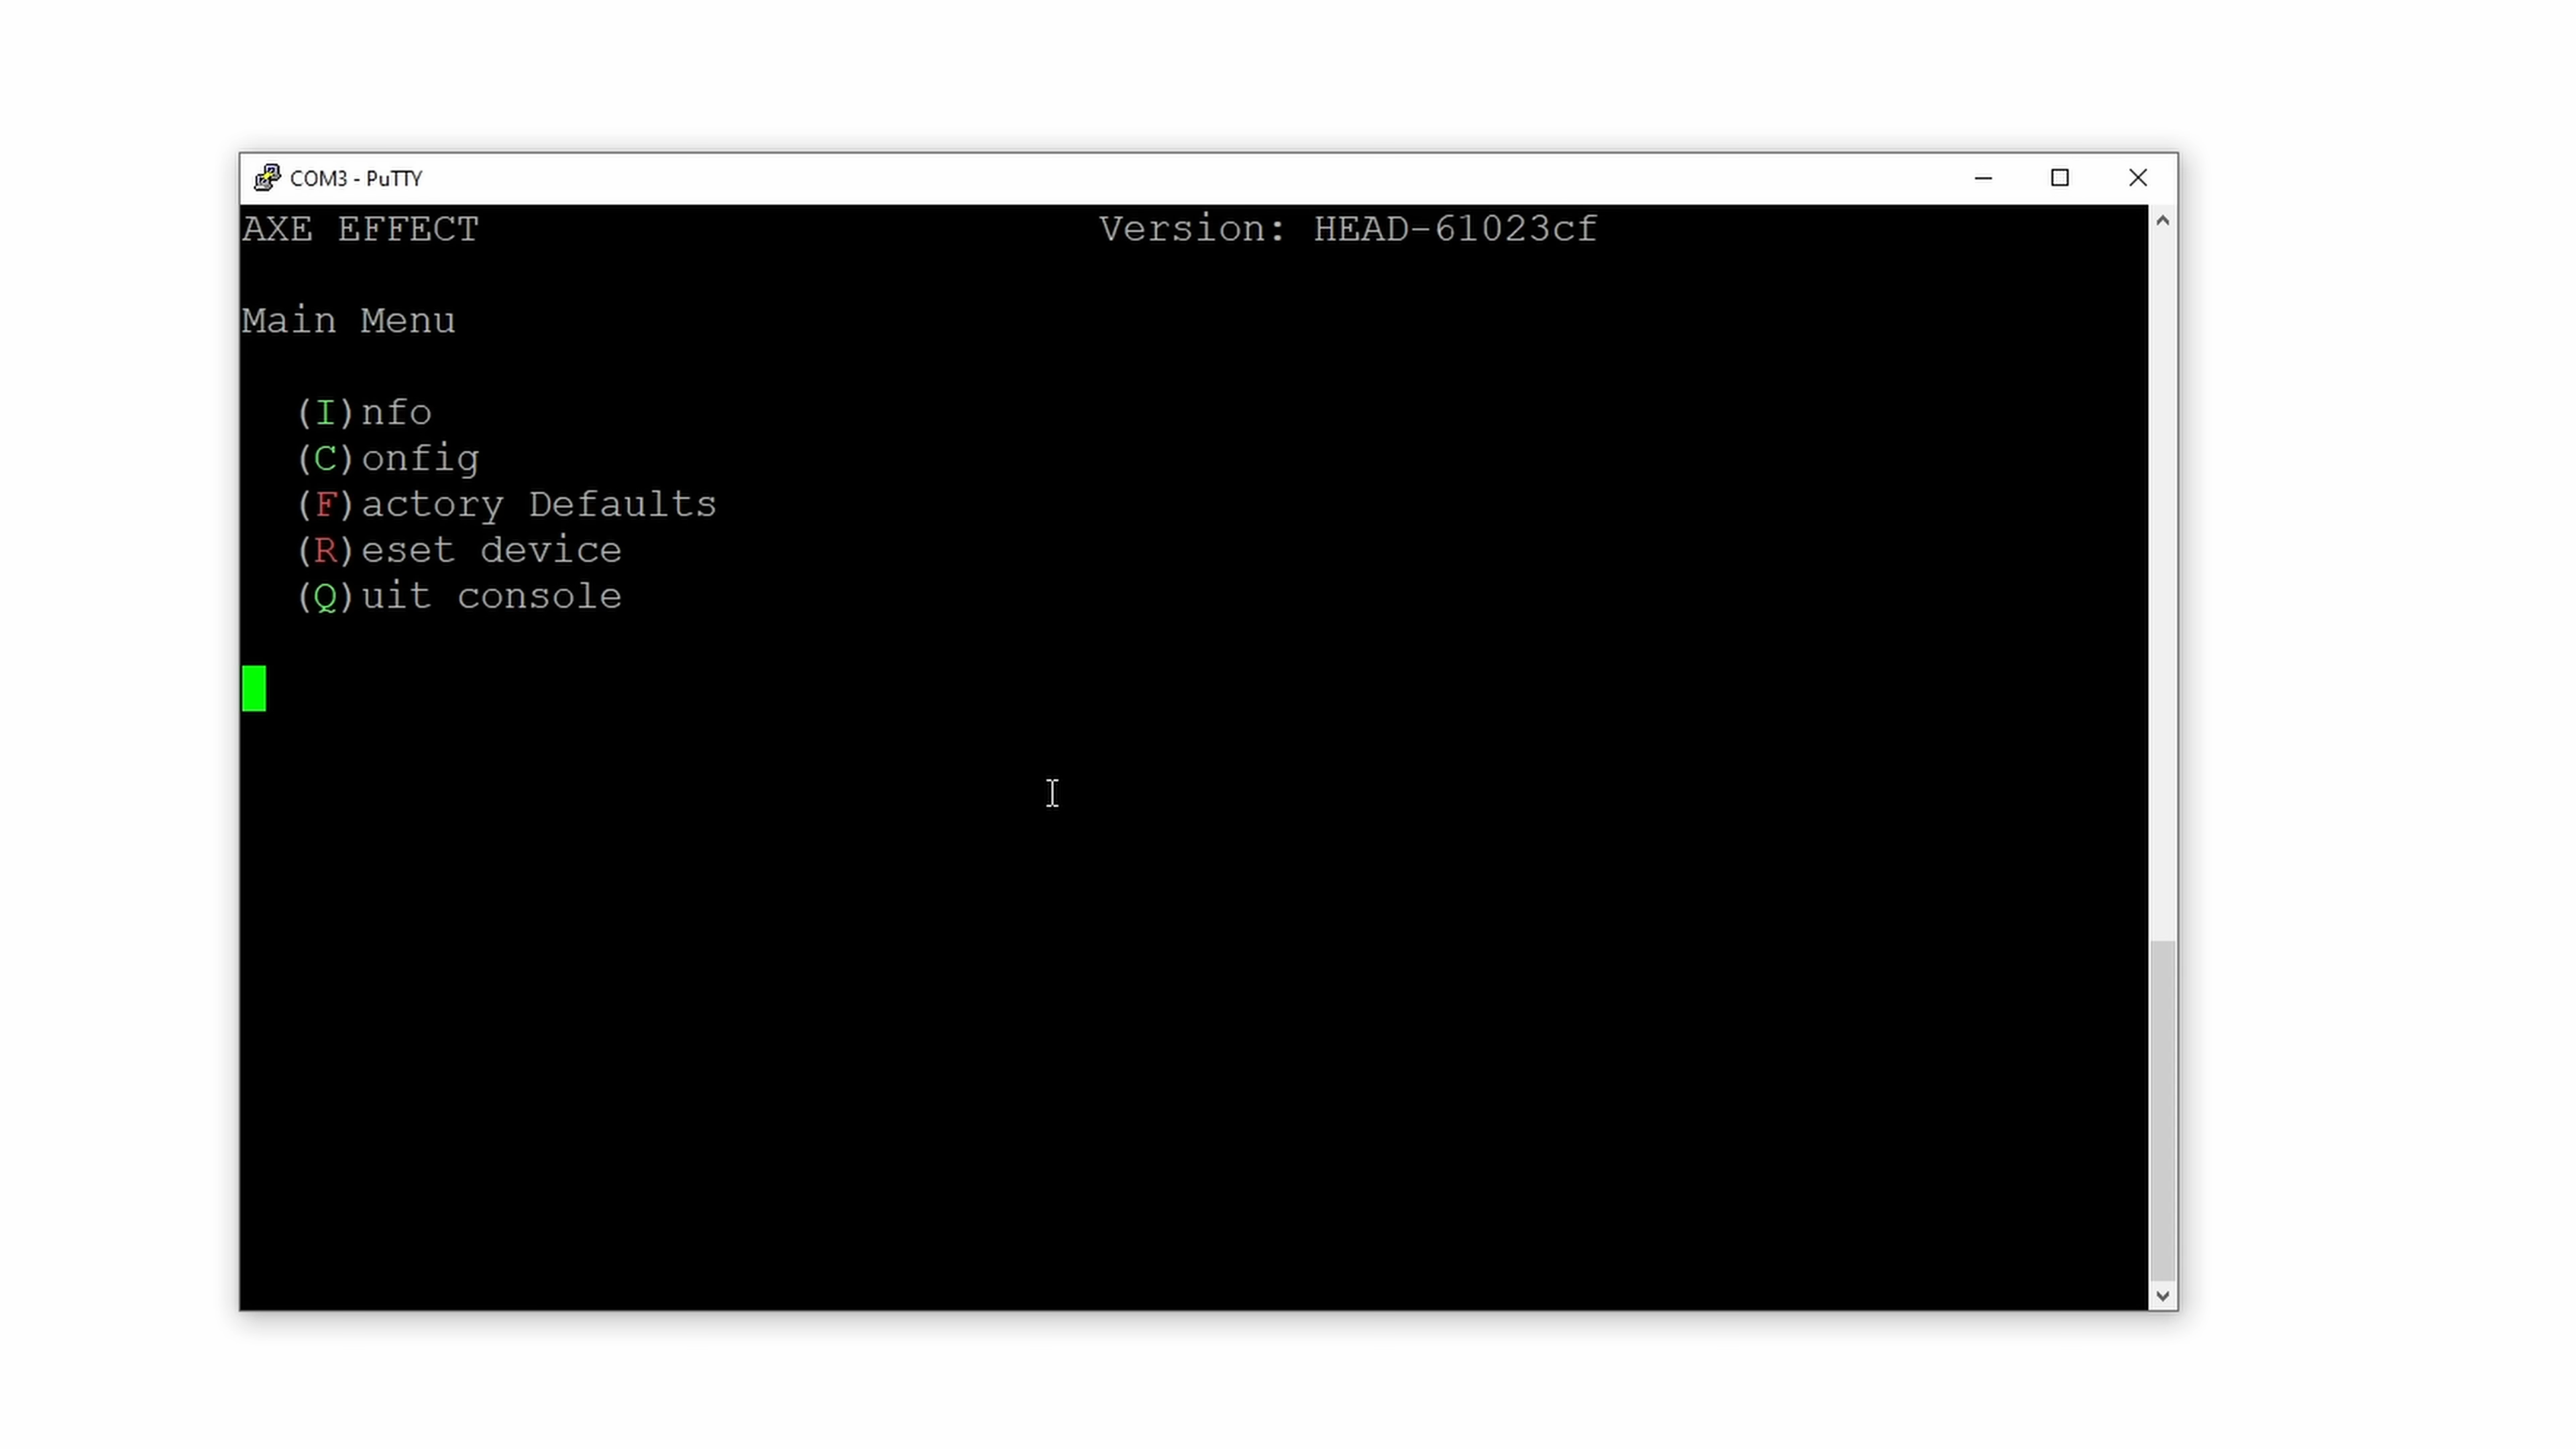 COM3 - PuTTY
AXE EFFECT Version: HEAD-61023cf
Main Menu
(I)nfo
(C)onfig
(F)actory Defaults
(R)eset device
(Q)uit console